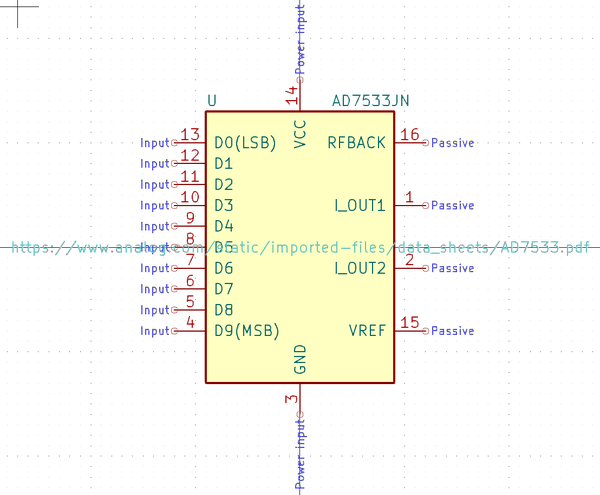 Power input
14
U AD7533JN
VCC
Input 13 D0(LSB) RFBACK 16 Passive
Input 12 D1
Input 11 D2
Input 10 D3 I_OUT1 1 Passive
Input 9 D4
Input 8 D5
https://www.analog.com/static/imported-files/data_sheets/AD7533.pdf
Input 7 D6 I_OUT2 2 Passive
Input 6 D7
Input 5 D8
Input 4 D9(MSB) VREF 15 Passive
GND
3
Power input